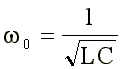 ω₀ = 1/√LC